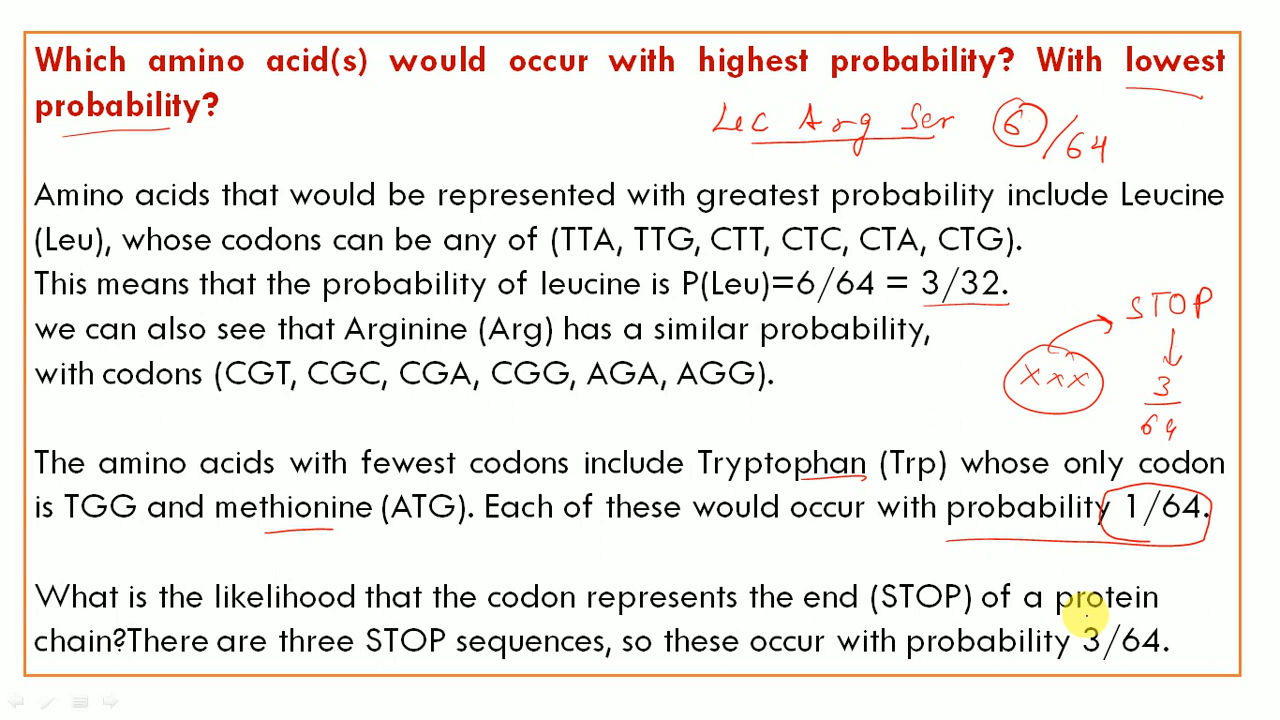 Which amino acid(s) would occur with highest probability? With lowest
probability?
Lec Arg Ser 6/64
Amino acids that would be represented with greatest probability include Leucine
(Leu), whose codons can be any of (TTA, TTG, CTT, CTC, CTA, CTG).
This means that the probability of leucine is P(Leu)=6/64 = 3/32.
we can also see that Arginine (Arg) has a similar probability,
with codons (CGT, CGC, CGA, CGG, AGA, AGG).
STOP
xxx
3
64
The amino acids with fewest codons include Tryptophan (Trp) whose only codon
is TGG and methionine (ATG). Each of these would occur with probability 1/64.
What is the likelihood that the codon represents the end (STOP) of a protein
chain?There are three STOP sequences, so these occur with probability 3/64.